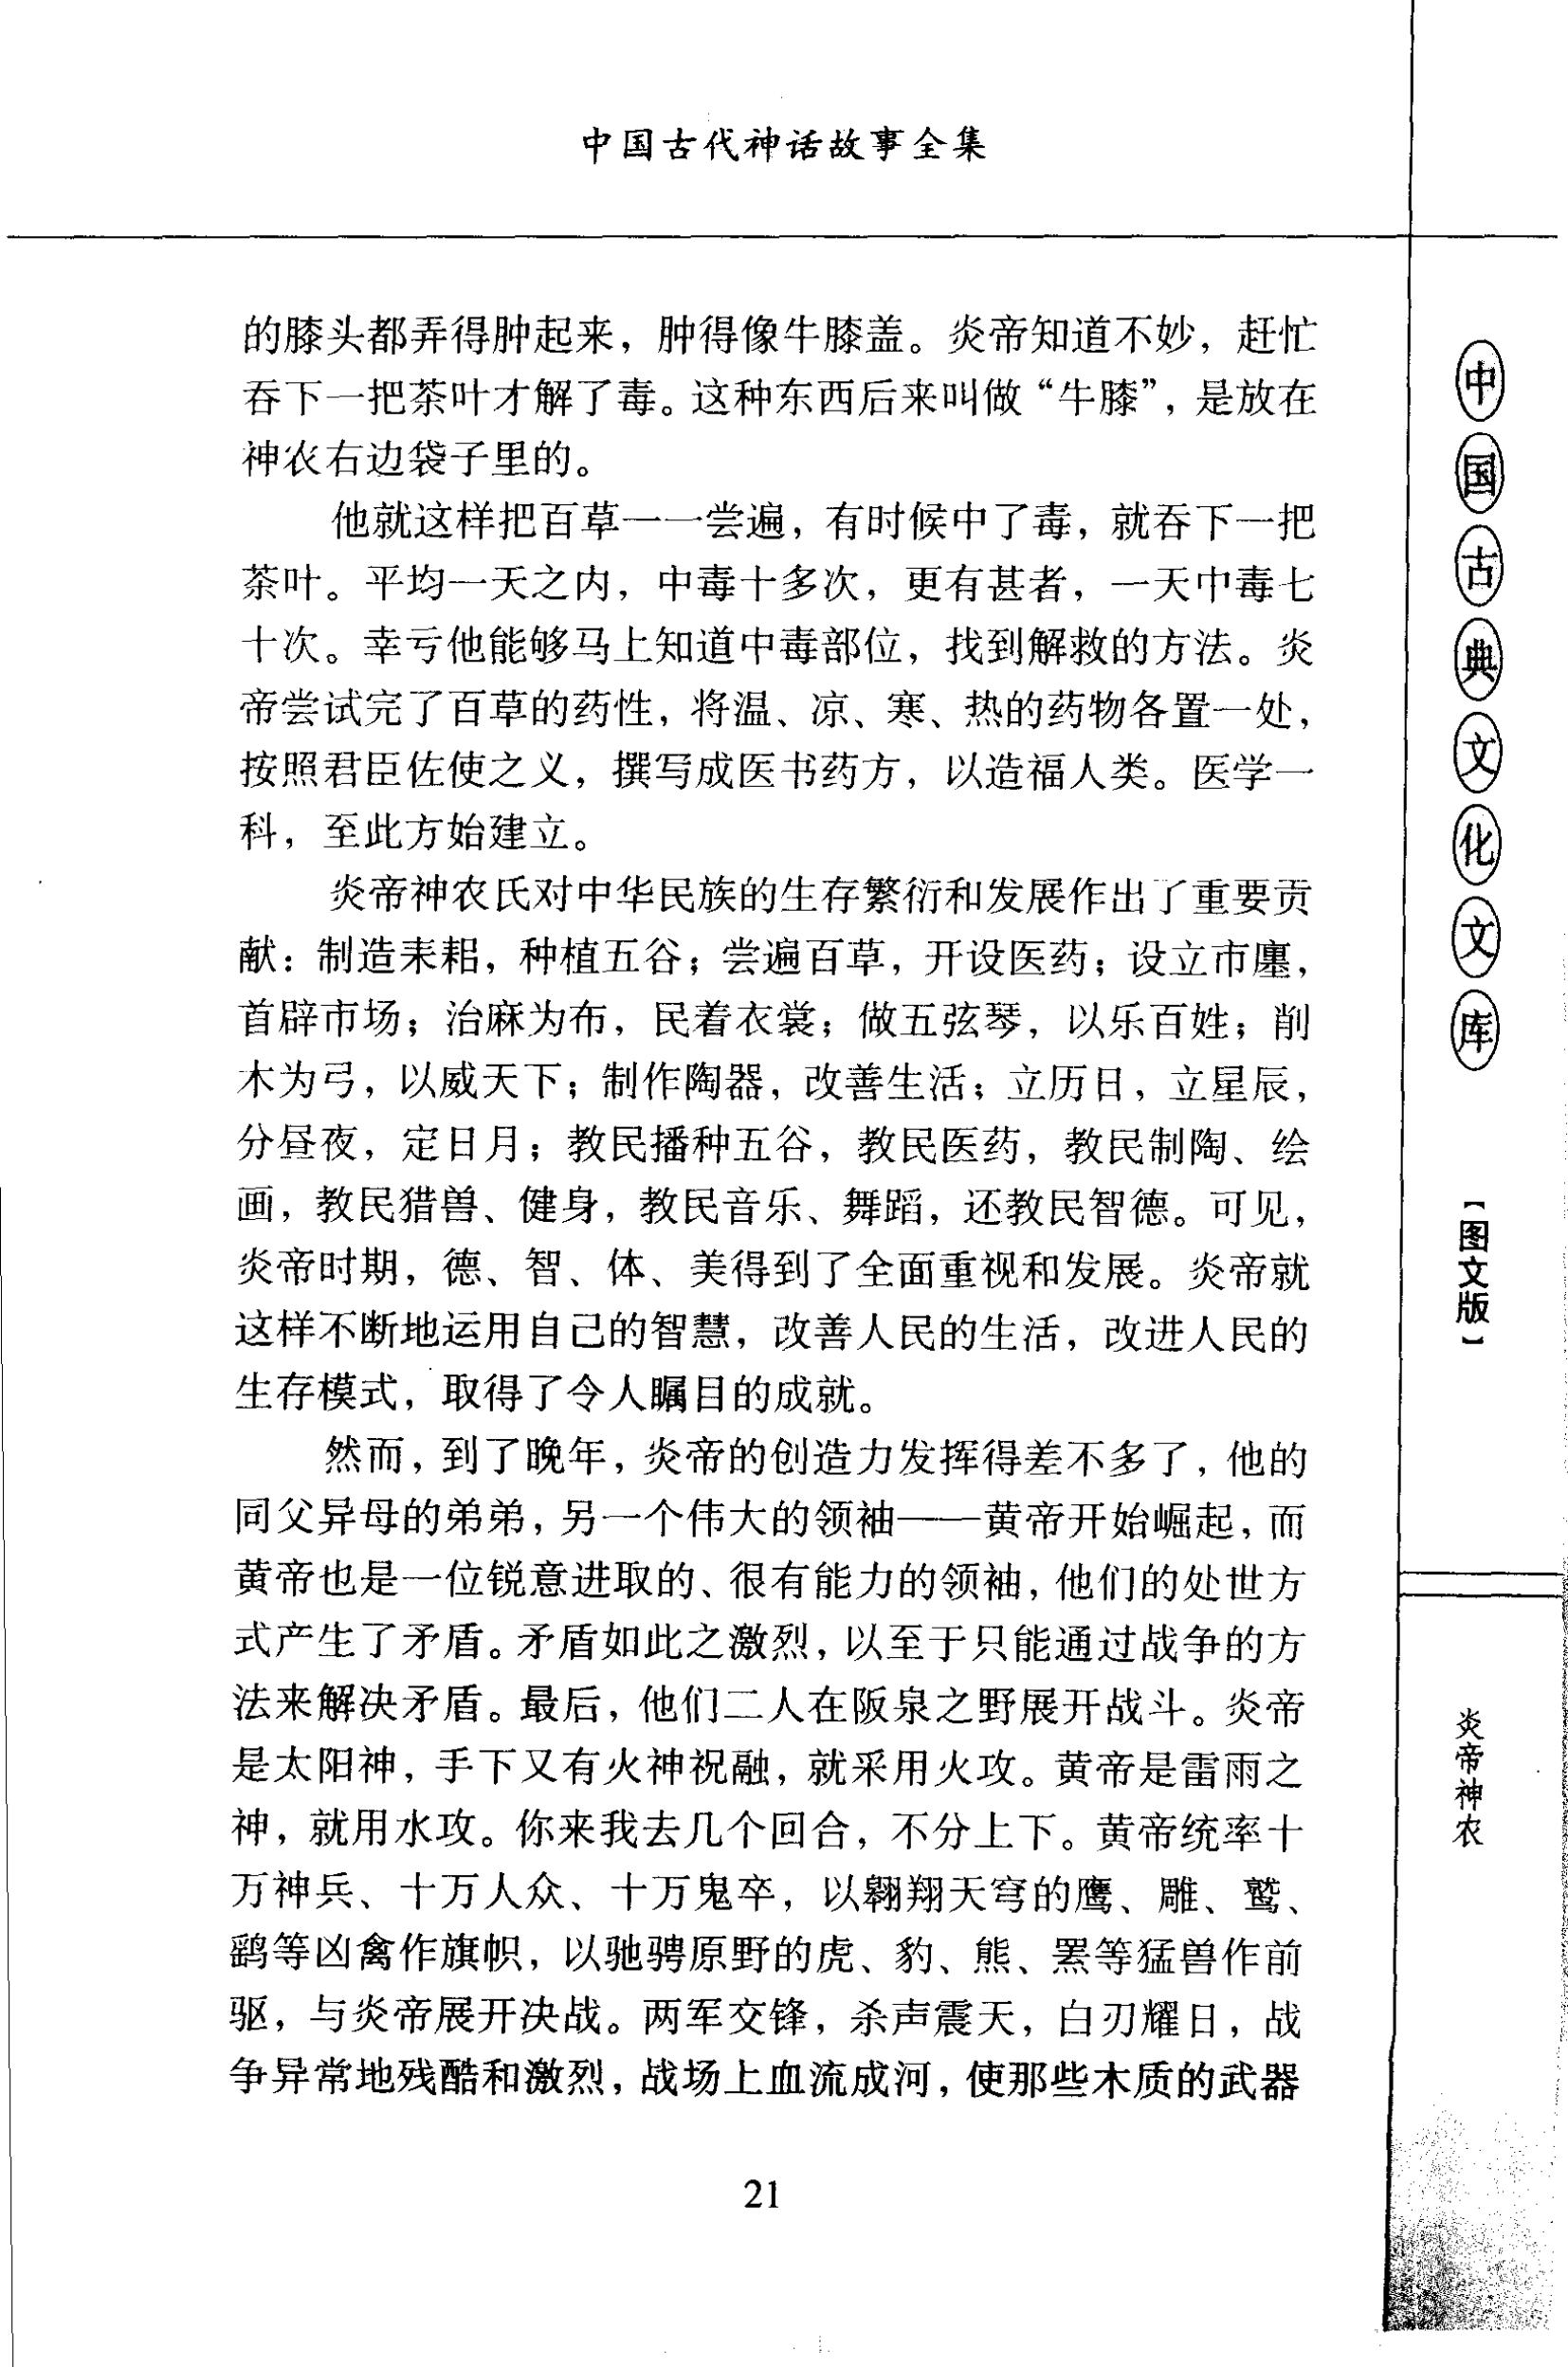 中国古代神话故事全集
的膝头都弄得肿起来，肿得像牛膝盖。炎帝知道不妙，赶忙
吞下一把茶叶才解了毒。这种东西后来叫做“牛膝”，是放在
神农右边袋子里的。
他就这样把百草一一尝遍，有时候中了毒，就吞下一把
茶叶。平均一天之内，中毒十多次，更有甚者，一天中毒七
十次。幸亏他能够马上知道中毒部位，找到解救的方法。炎
帝尝试完了百草的药性，将温、凉、寒、热的药物各置一处，
按照君臣佐使之义，撰写成医书药方，以造福人类。医学一
科，至此方始建立。
炎帝神农氏对中华民族的生存繁衍和发展作出了重要贡
献：制造耒耜，种植五谷；尝遍百草，开设医药；设立市廛，
首辟市场；治麻为布，民着衣裳；做五弦琴，以乐百姓；削
木为弓，以威天下；制作陶器，改善生活；立历日，立星辰，
分昼夜，定日月；教民播种五谷，教民医药，教民制陶、绘
画，教民猎兽、健身，教民音乐、舞蹈，还教民智德。可见，
炎帝时期，德、智、体、美得到了全面重视和发展。炎帝就
这样不断地运用自己的智慧，改善人民的生活，改进人民的
生存模式，取得了令人瞩目的成就。
然而，到了晚年，炎帝的创造力发挥得差不多了，他的
同父异母的弟弟，另一个伟大的领袖——黄帝开始崛起，而
黄帝也是一位锐意进取的、很有能力的领袖，他们的处世方
式产生了矛盾。矛盾如此之激烈，以至于只能通过战争的方
法来解决矛盾。最后，他们二人在阪泉之野展开战斗。炎帝
是太阳神，手下又有火神祝融，就采用火攻。黄帝是雷雨之
神，就用水攻。你来我去几个回合，不分上下。黄帝统率十
万神兵、十万人众、十万鬼卒，以翱翔天穹的鹰、雕、鹫、
鹞等凶禽作旗帜，以驰骋原野的虎、豹、熊、罴等猛兽作前
驱，与炎帝展开决战。两军交锋，杀声震天，白刃耀日，战
争异常地残酷和激烈，战场上血流成河，使那些木质的武器
21
中国古典文化文库
【图文版】
炎帝神农